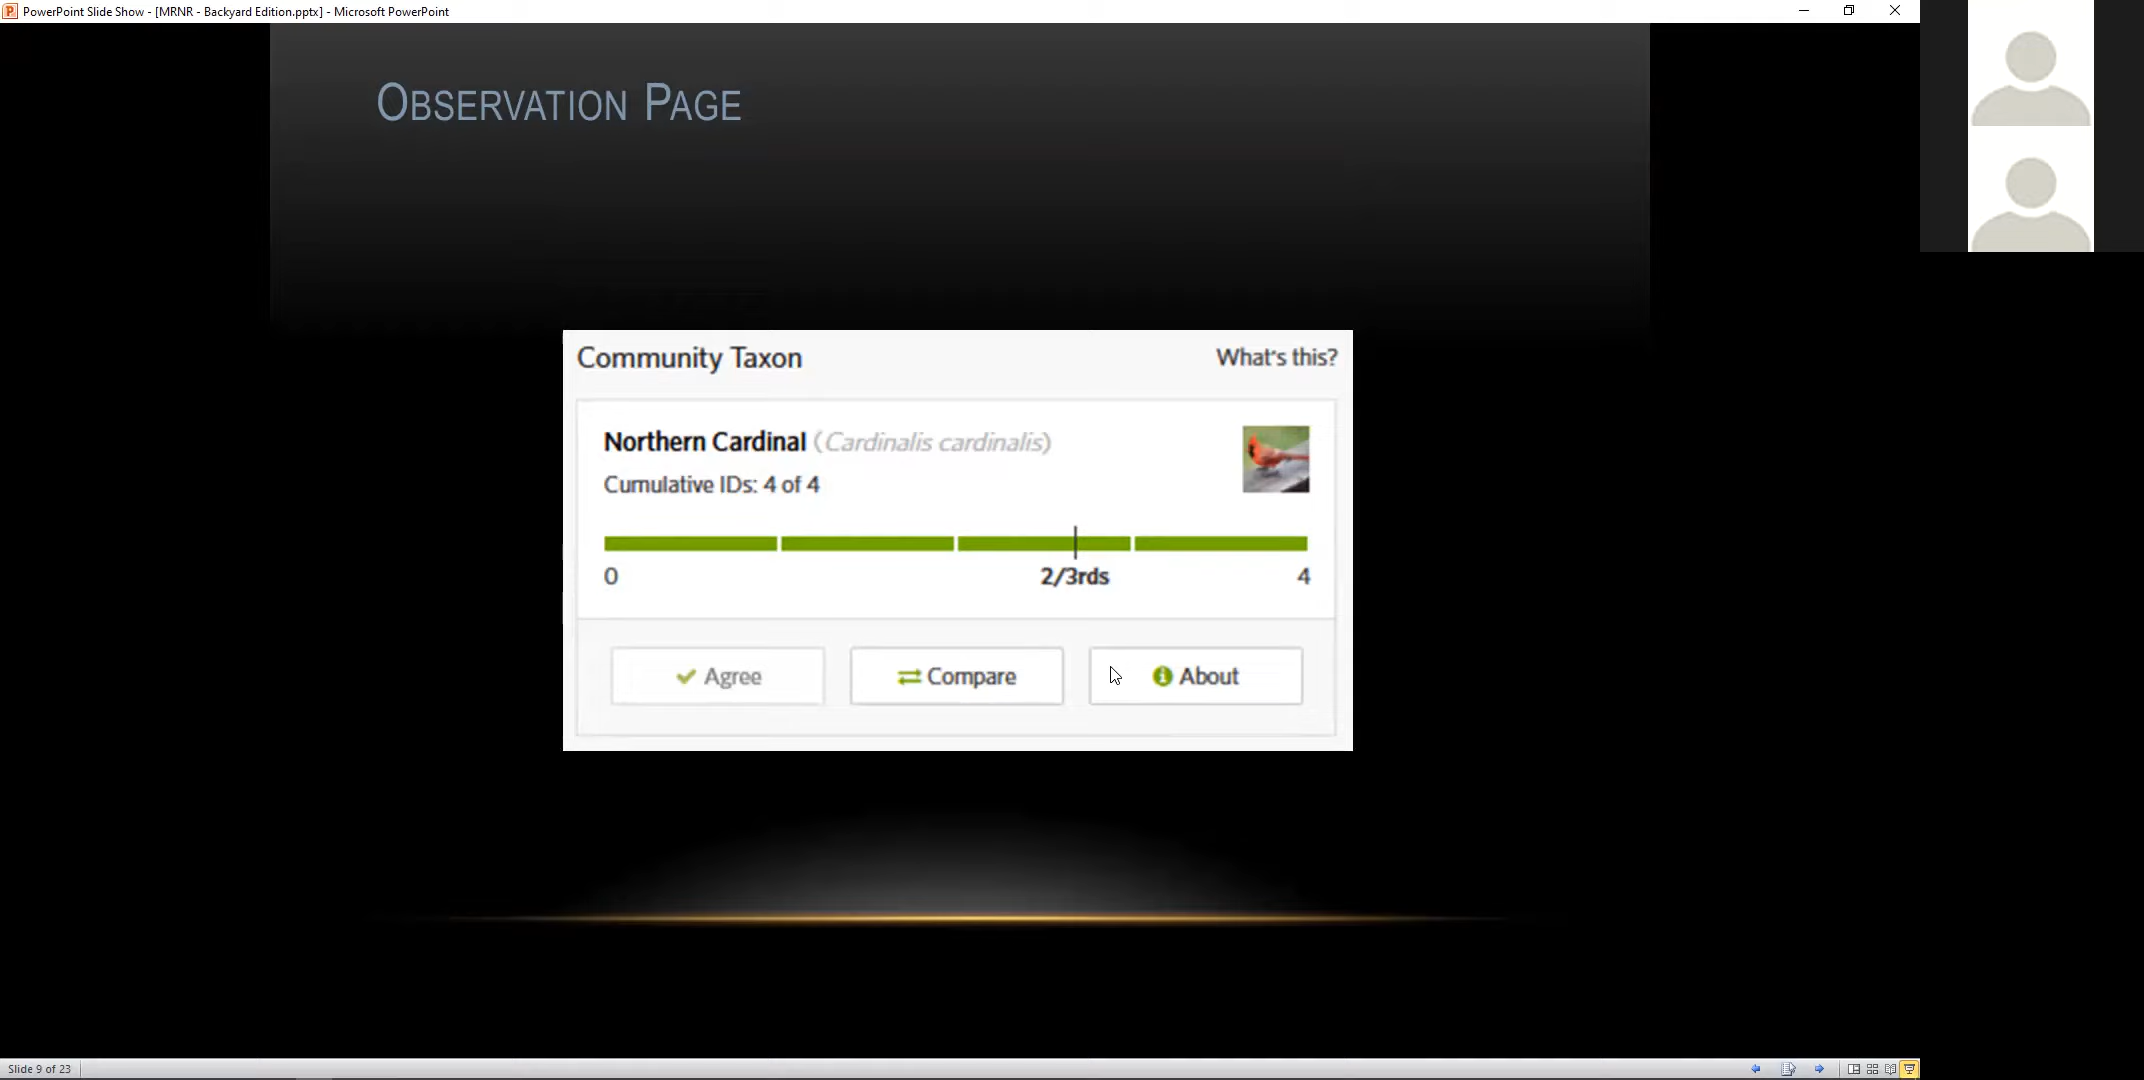 PowerPoint Slide Show - [MRNR - Backyard Edition.pptx] - Microsoft PowerPoint
OBSERVATION PAGE
Community Taxon
What's this?
Northern Cardinal (Cardinalis cardinalis)
Cumulative IDs: 4 of 4
0 2/3rds 4
Agree
Compare
About
Slide 9 of 23